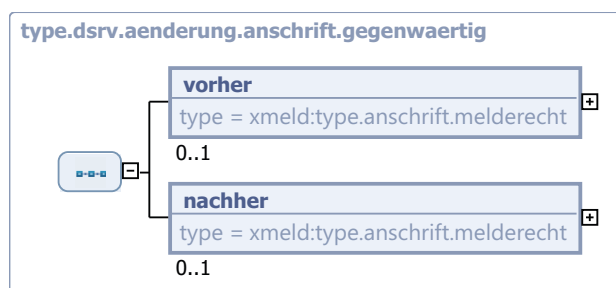 type.dsrv.aenderung.anschrift.gegenwaertig
vorher
type = xmeld:type.anschrift.melderecht
0..1
nachher
type = xmeld:type.anschrift.melderecht
0..1